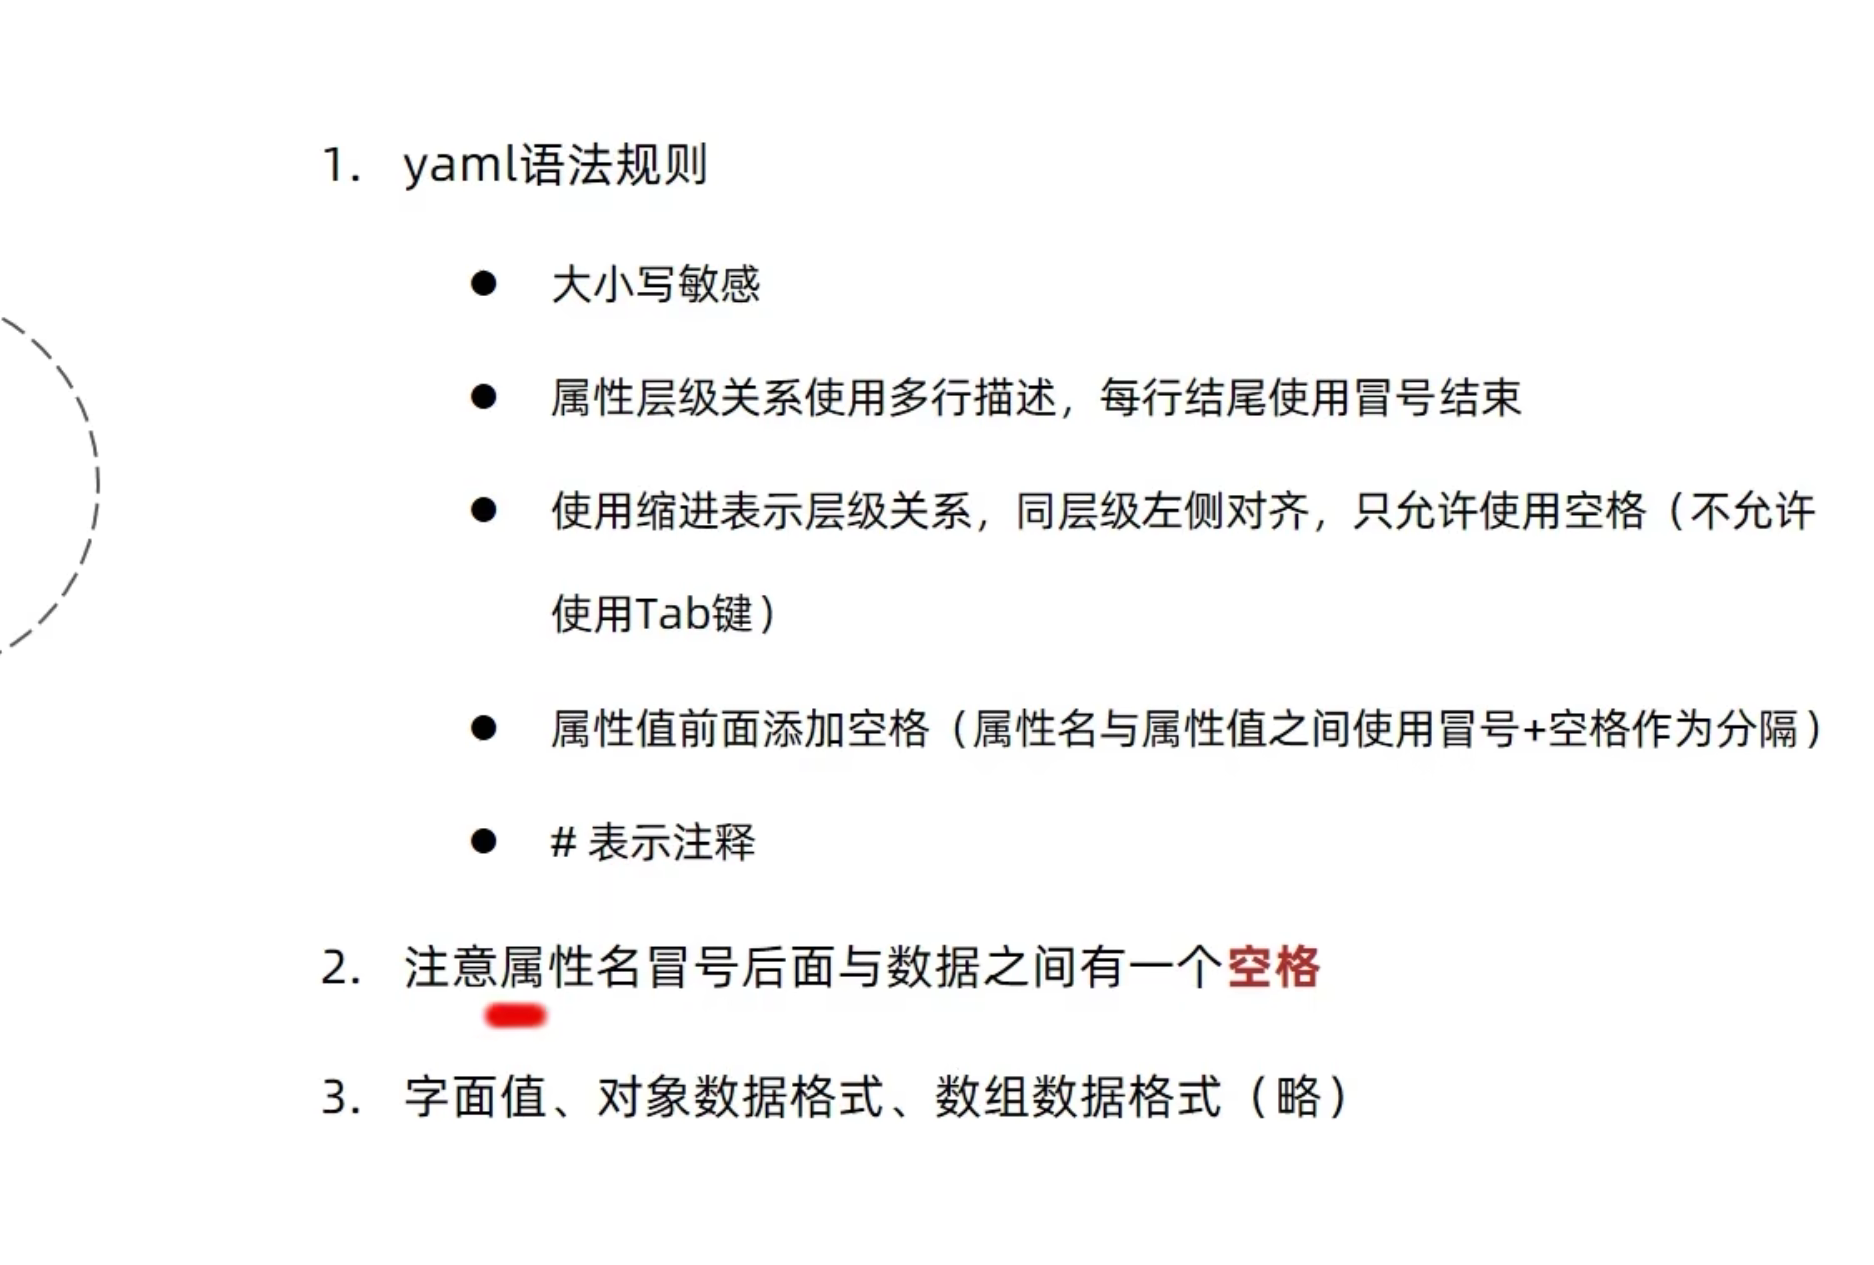 1. yaml语法规则
● 大小写敏感
● 属性层级关系使用多行描述，每行结尾使用冒号结束
● 使用缩进表示层级关系，同层级左侧对齐，只允许使用空格（不允许
使用Tab键）
● 属性值前面添加空格（属性名与属性值之间使用冒号+空格作为分隔）
● # 表示注释
2. 注意属性名冒号后面与数据之间有一个空格
3. 字面值、对象数据格式、数组数据格式（略）